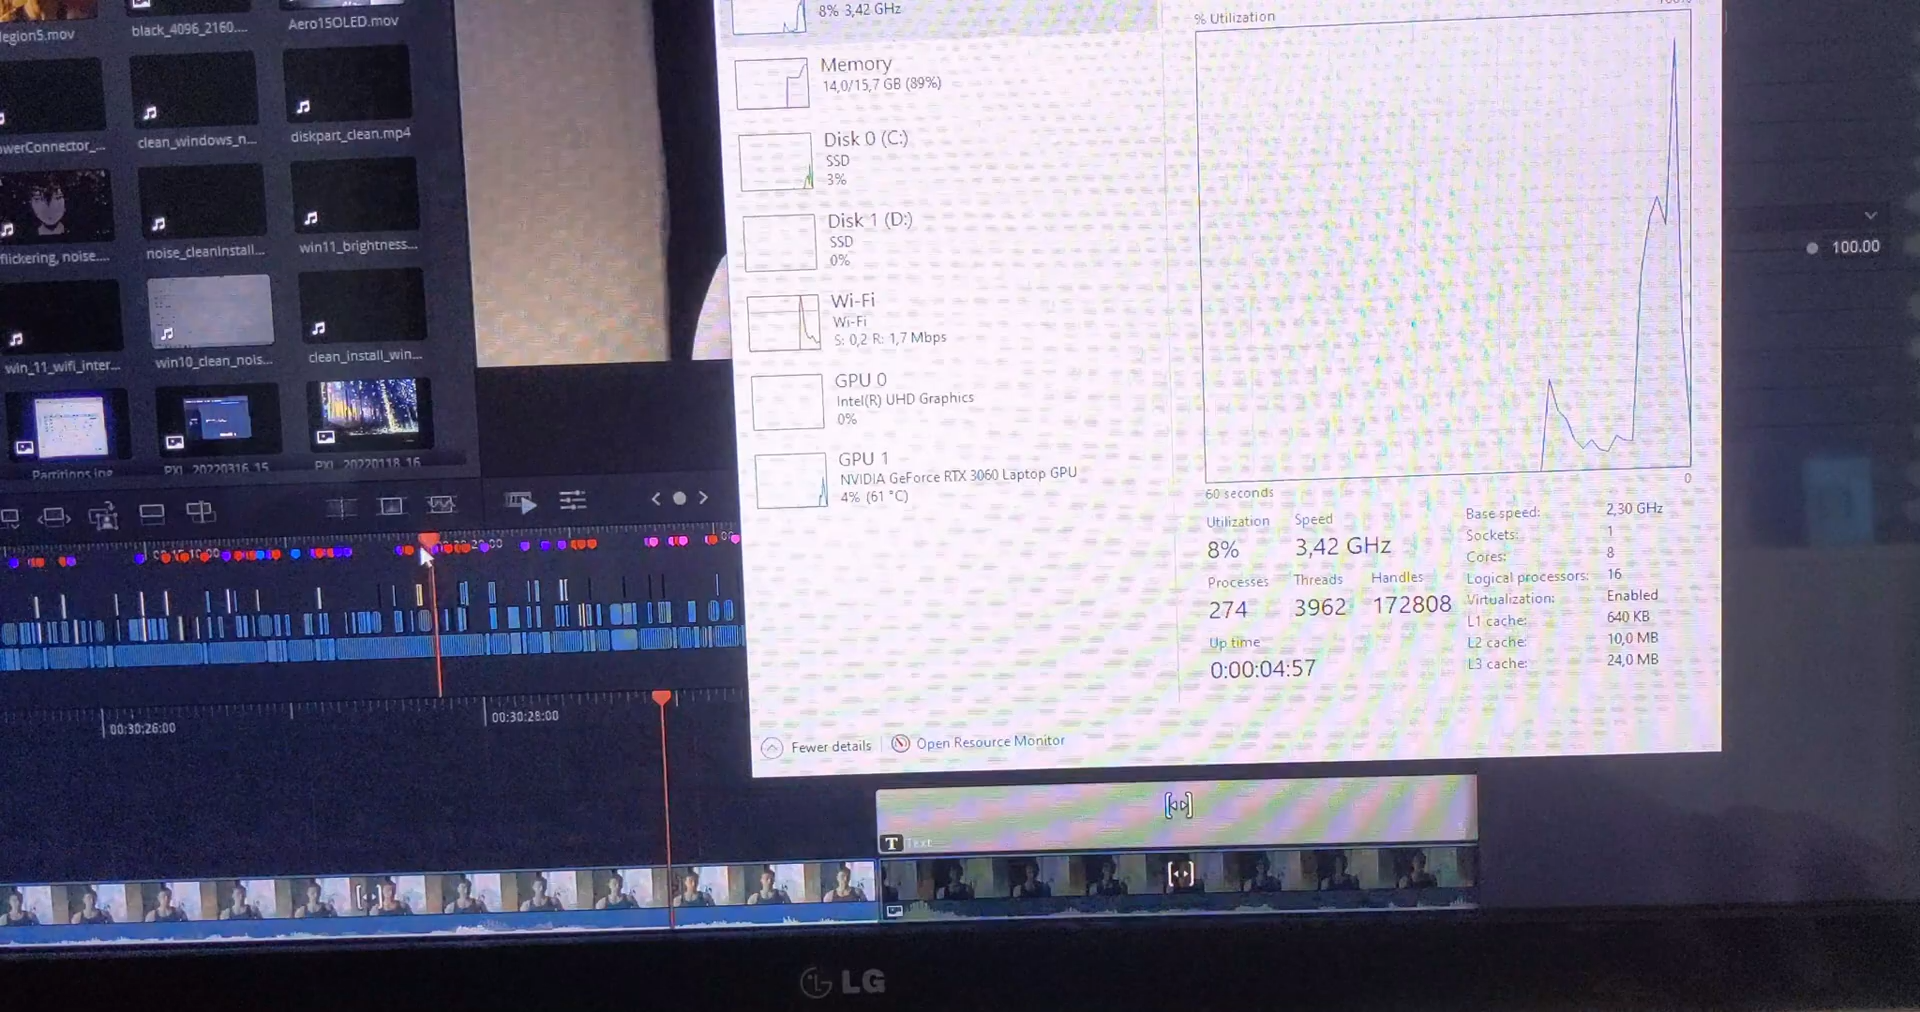 Legion5.mov
black_4096_2160....
Aero15OLED.mov
werConnector_...
clean_windows_n...
diskpart_clean.mp4
flickering, noise....
noise_cleaninstall...
win11_brightness...
win_11_wifi_inter...
win10_clean_nois...
clean_install_win...
Partitions.jpg
PXL_20220316_15
PXL_20220118_16
8% 3,42 GHz
Memory
14,0/15,7 GB (89%)
Disk 0 (C:)
SSD
3%
Disk 1 (D:)
SSD
0%
Wi-Fi
Wi-Fi
S: 0,2 R: 1,7 Mbps
GPU 0
Intel(R) UHD Graphics
0%
GPU 1
NVIDIA GeForce RTX 3060 Laptop GPU
4% (61 °C)
Fewer details
Open Resource Monitor
% Utilization
60 seconds
0
Utilization
8%
Speed
3,42 GHz
Processes
274
Threads
3962
Handles
172808
Up time
0:00:04:57
Base speed: 2,30 GHz
Sockets: 1
Cores: 8
Logical processors: 16
Virtualization: Enabled
L1 cache: 640 KB
L2 cache: 10,0 MB
L3 cache: 24,0 MB
100.00
00:30:26:00
00:30:28:00
T Text
LG